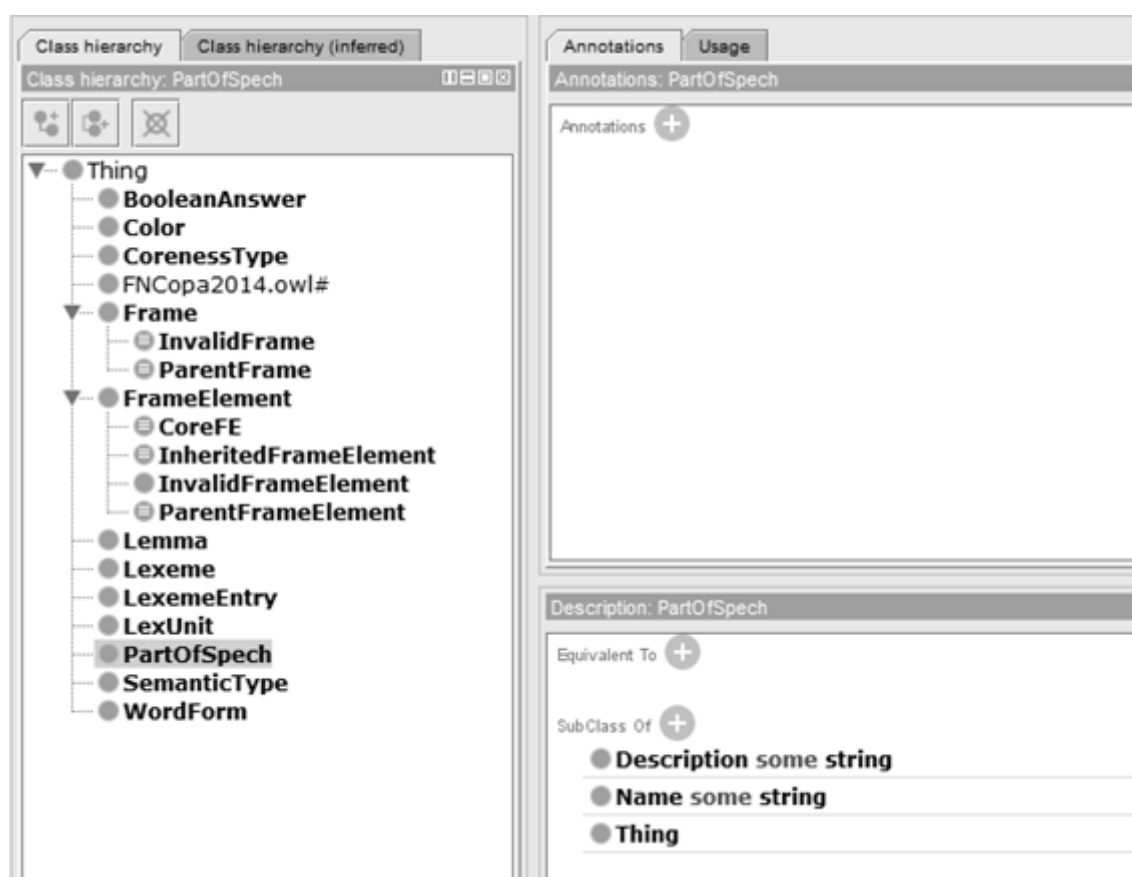 Class hierarchy
Class hierarchy (inferred)
Class hierarchy: PartOfSpech
Thing
BooleanAnswer
Color
CorenessType
FNCopa2014.owl#
Frame
InvalidFrame
ParentFrame
FrameElement
CoreFE
InheritedFrameElement
InvalidFrameElement
ParentFrameElement
Lemma
Lexeme
LexemeEntry
LexUnit
PartOfSpech
SemanticType
WordForm
Annotations
Usage
Annotations: PartOfSpech
Annotations
Description: PartOfSpech
Equivalent To
SubClass Of
Description some string
Name some string
Thing